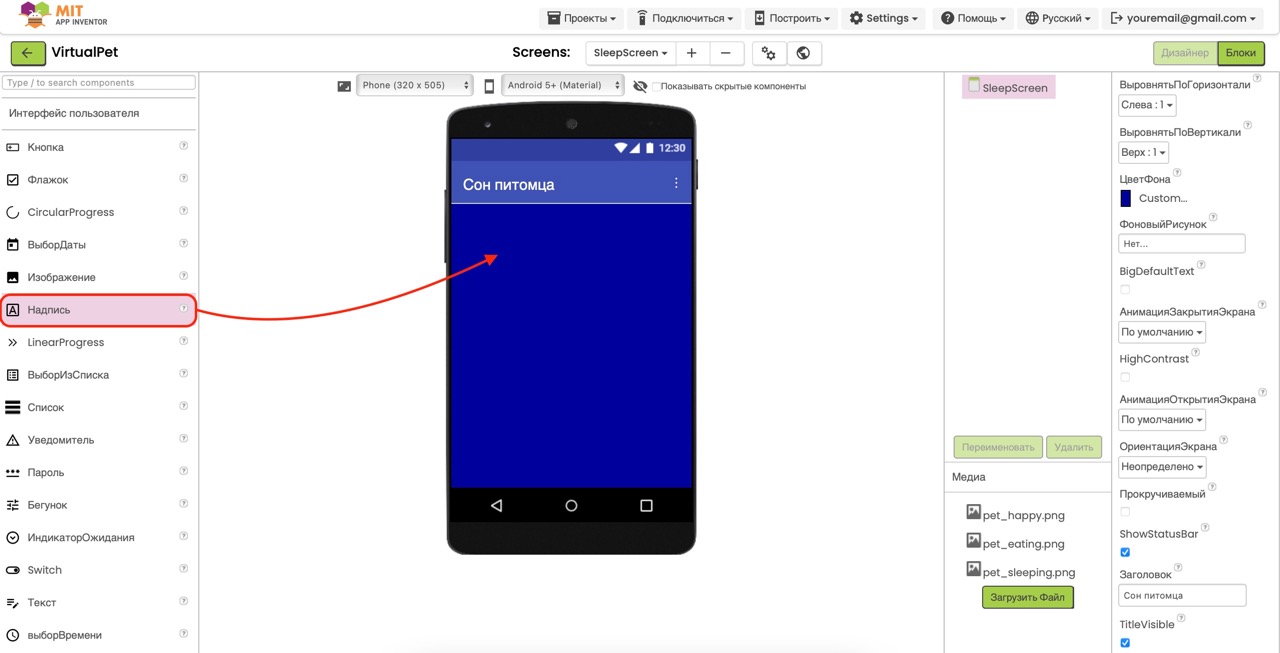 MIT
APP INVENTOR
Проекты
Подключиться
Построить
Settings
Помощь
Русский
youremail@gmail.com
VirtualPet
Screens:
SleepScreen
Дизайнер
Блоки
Type / to search components
Интерфейс пользователя
Кнопка
Флажок
CircularProgress
ВыборДаты
Изображение
Надпись
LinearProgress
ВыборИзСписка
Список
Уведомитель
Пароль
Бегунок
ИндикаторОжидания
Switch
Текст
выборВремени
Phone (320 x 505)
Android 5+ (Material)
Показывать скрытые компоненты
12:30
Сон питомца
SleepScreen
Переименовать
Удалить
Медиа
pet_happy.png
pet_eating.png
pet_sleeping.png
Загрузить Файл
ВыровнятьПоГоризонтали
Слева : 1
ВыровнятьПоВертикали
Верх : 1
ЦветФона
Custom...
ФоновыйРисунок
Нет...
BigDefaultText
АнимацияЗакрытияЭкрана
По умолчанию
HighContrast
АнимацияОткрытияЭкрана
По умолчанию
ОриентацияЭкрана
Неопределено
Прокручиваемый
ShowStatusBar
Заголовок
Сон питомца
TitleVisible